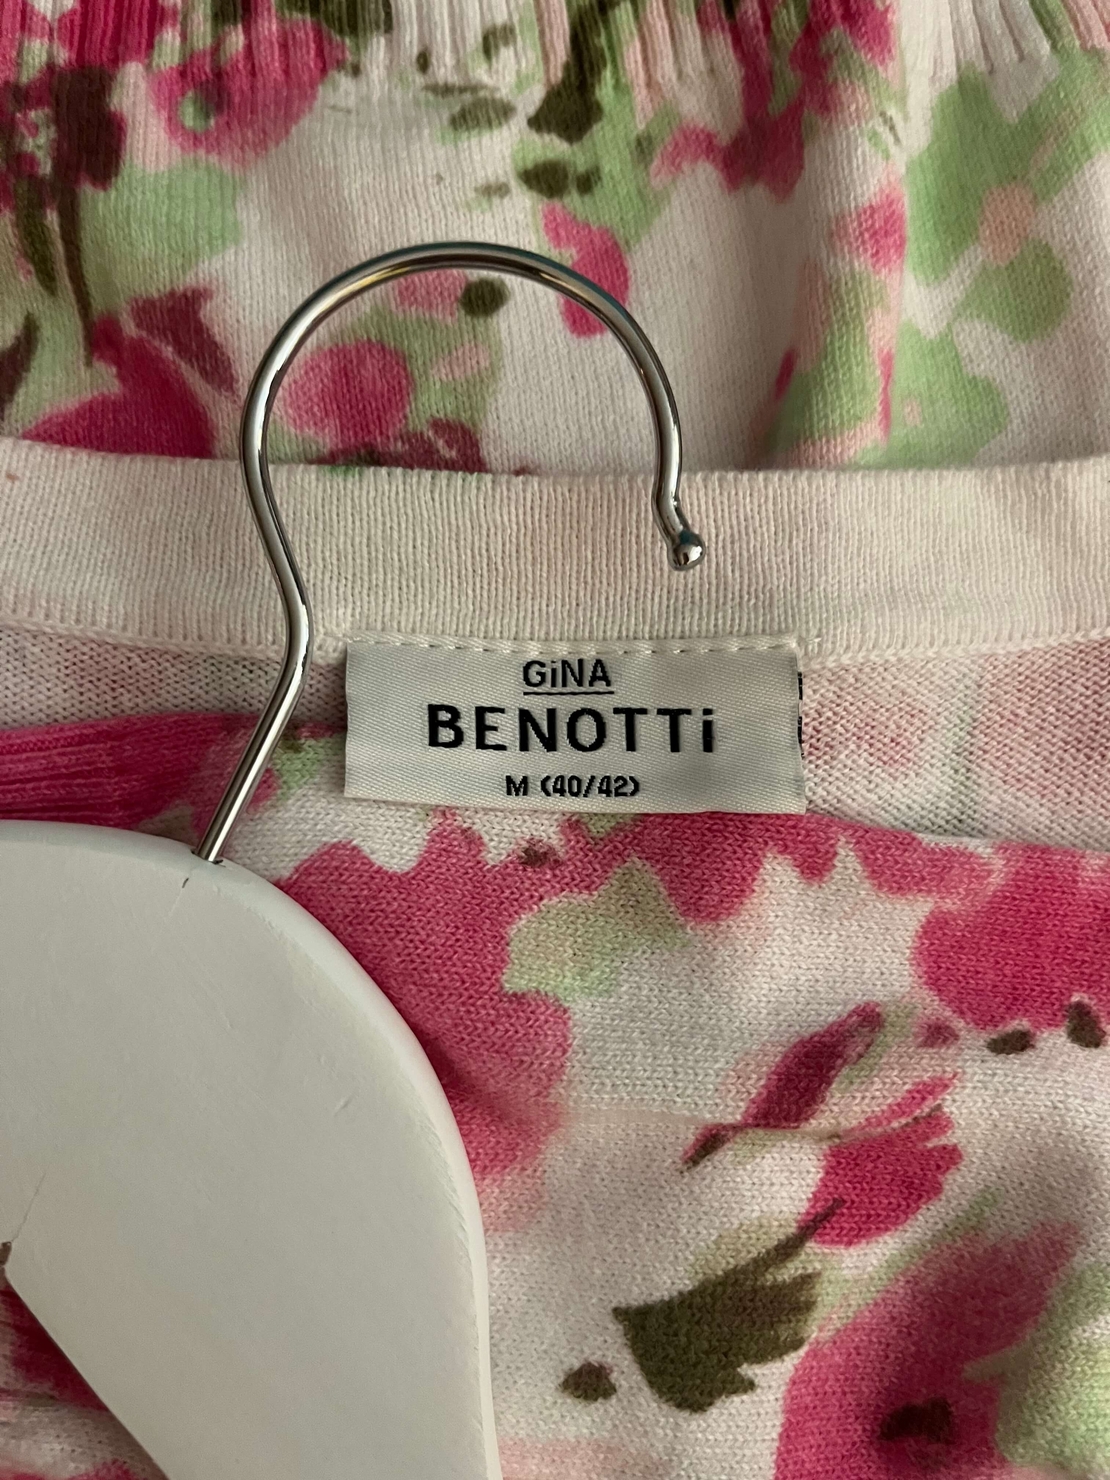 GiNA
BENOTTi
M (40/42)